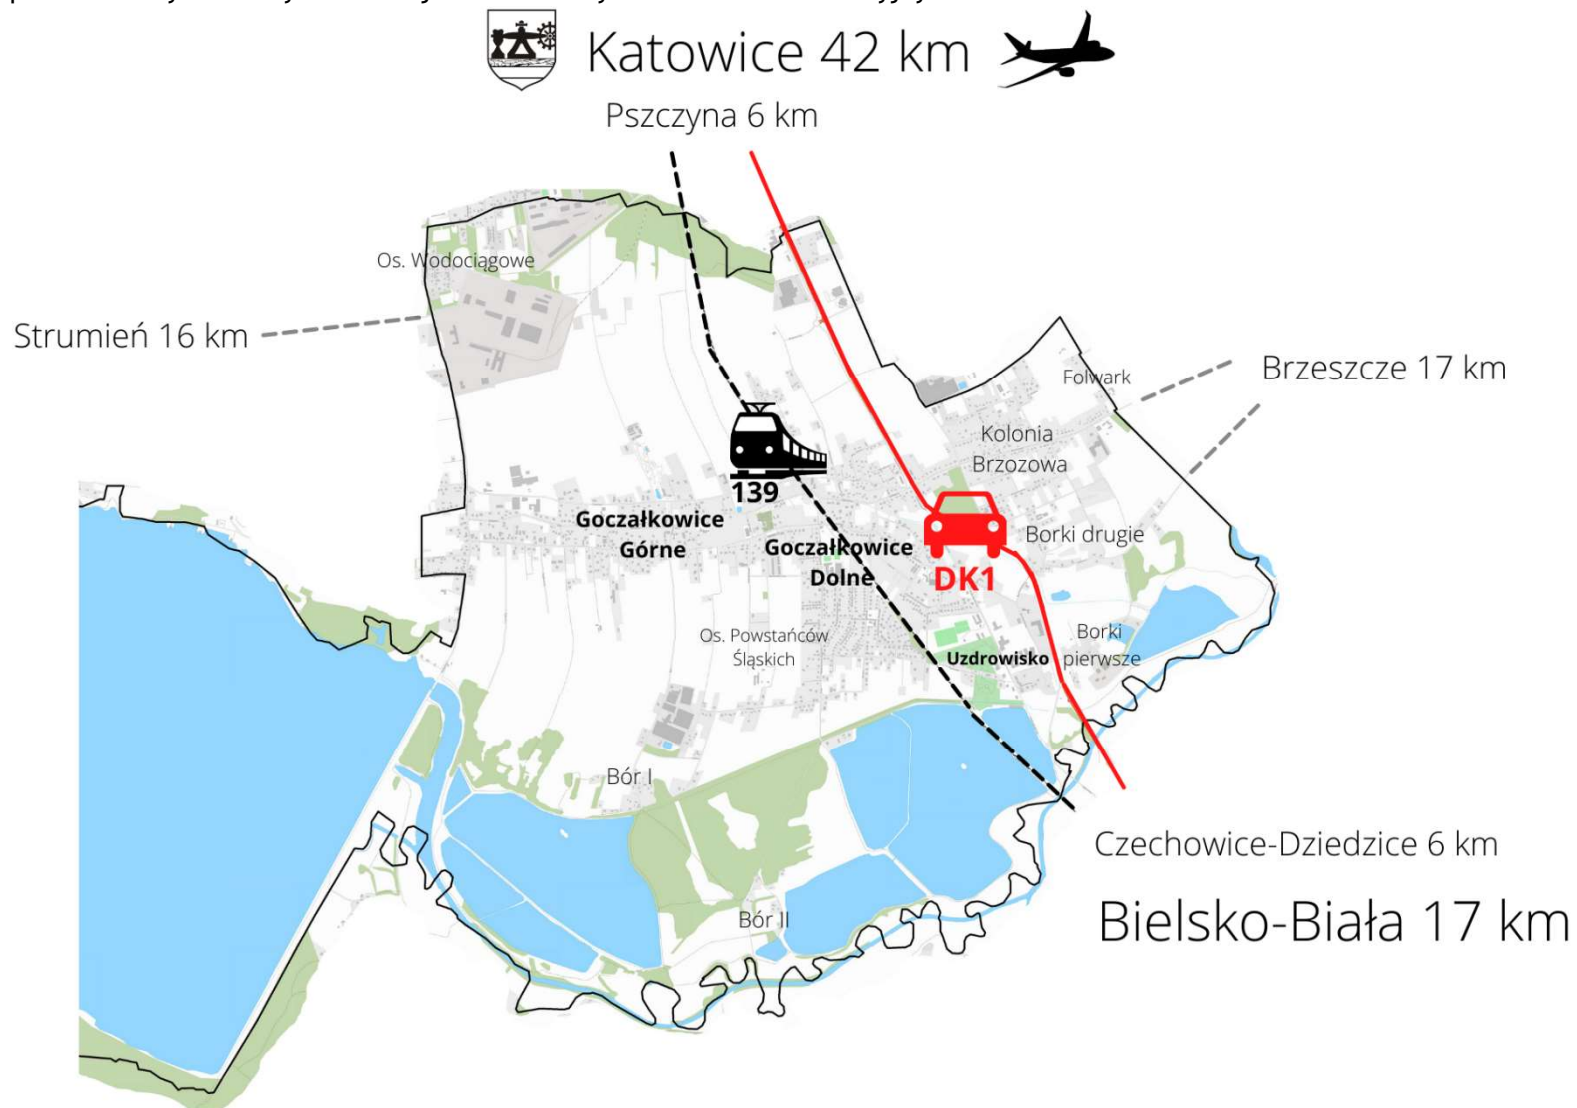 Katowice 42 km
Pszczyna 6 km
Os. Wodociągowe
Strumień 16 km
Brzeszcze 17 km
Folwark
Kolonia
Brzozowa
139
Goczałkowice
Górne
Goczałkowice
Dolne
Borki drugie
DK1
Os. Powstańców
Śląskich
Uzdrowisko
Borki
pierwsze
Bór I
Bór II
Czechowice-Dziedzice 6 km
Bielsko-Biała 17 km